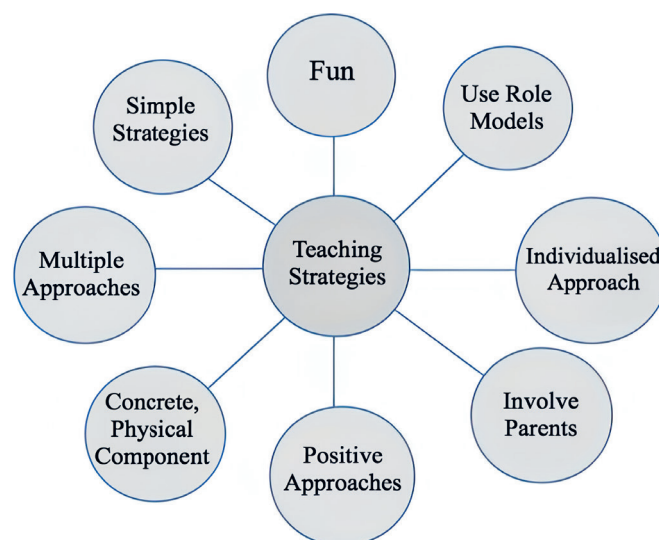 Fun
Use Role
Models
Simple
Strategies
Teaching
Strategies
Individualised
Approach
Multiple
Approaches
Involve
Parents
Concrete,
Physical
Component
Positive
Approaches